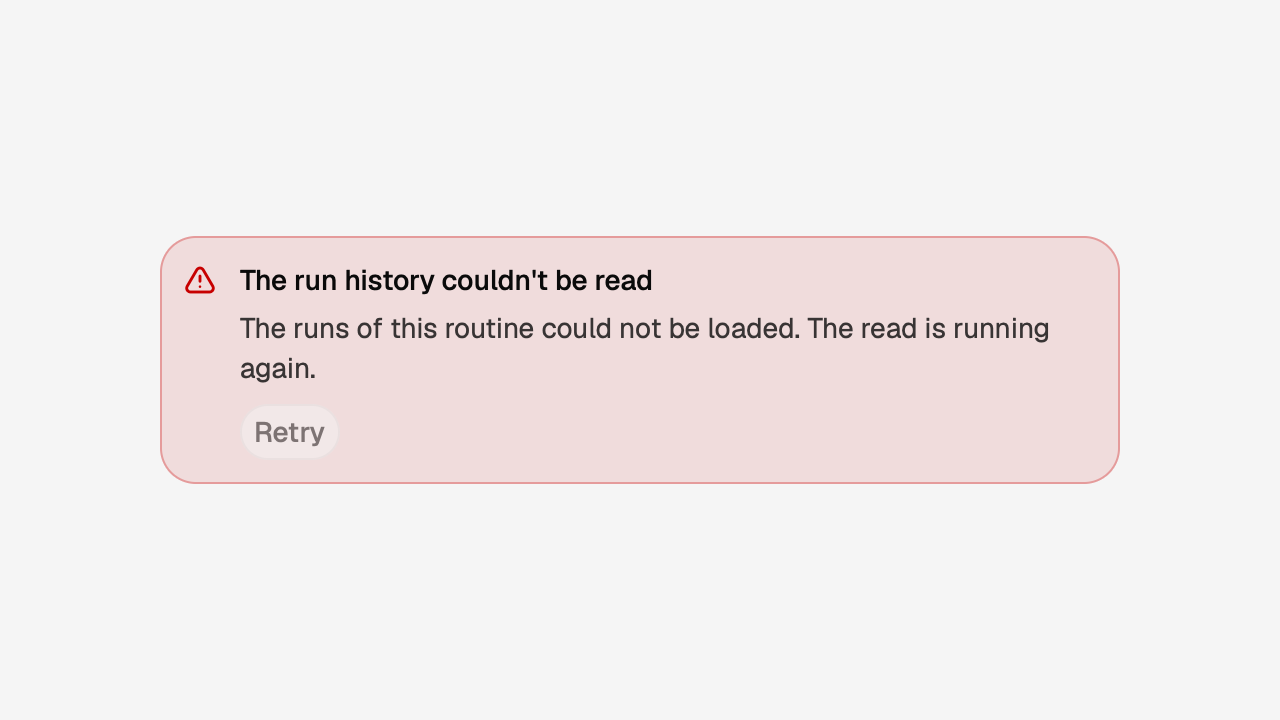 The run history couldn't be read
The runs of this routine could not be loaded. The read is running
again.
Retry